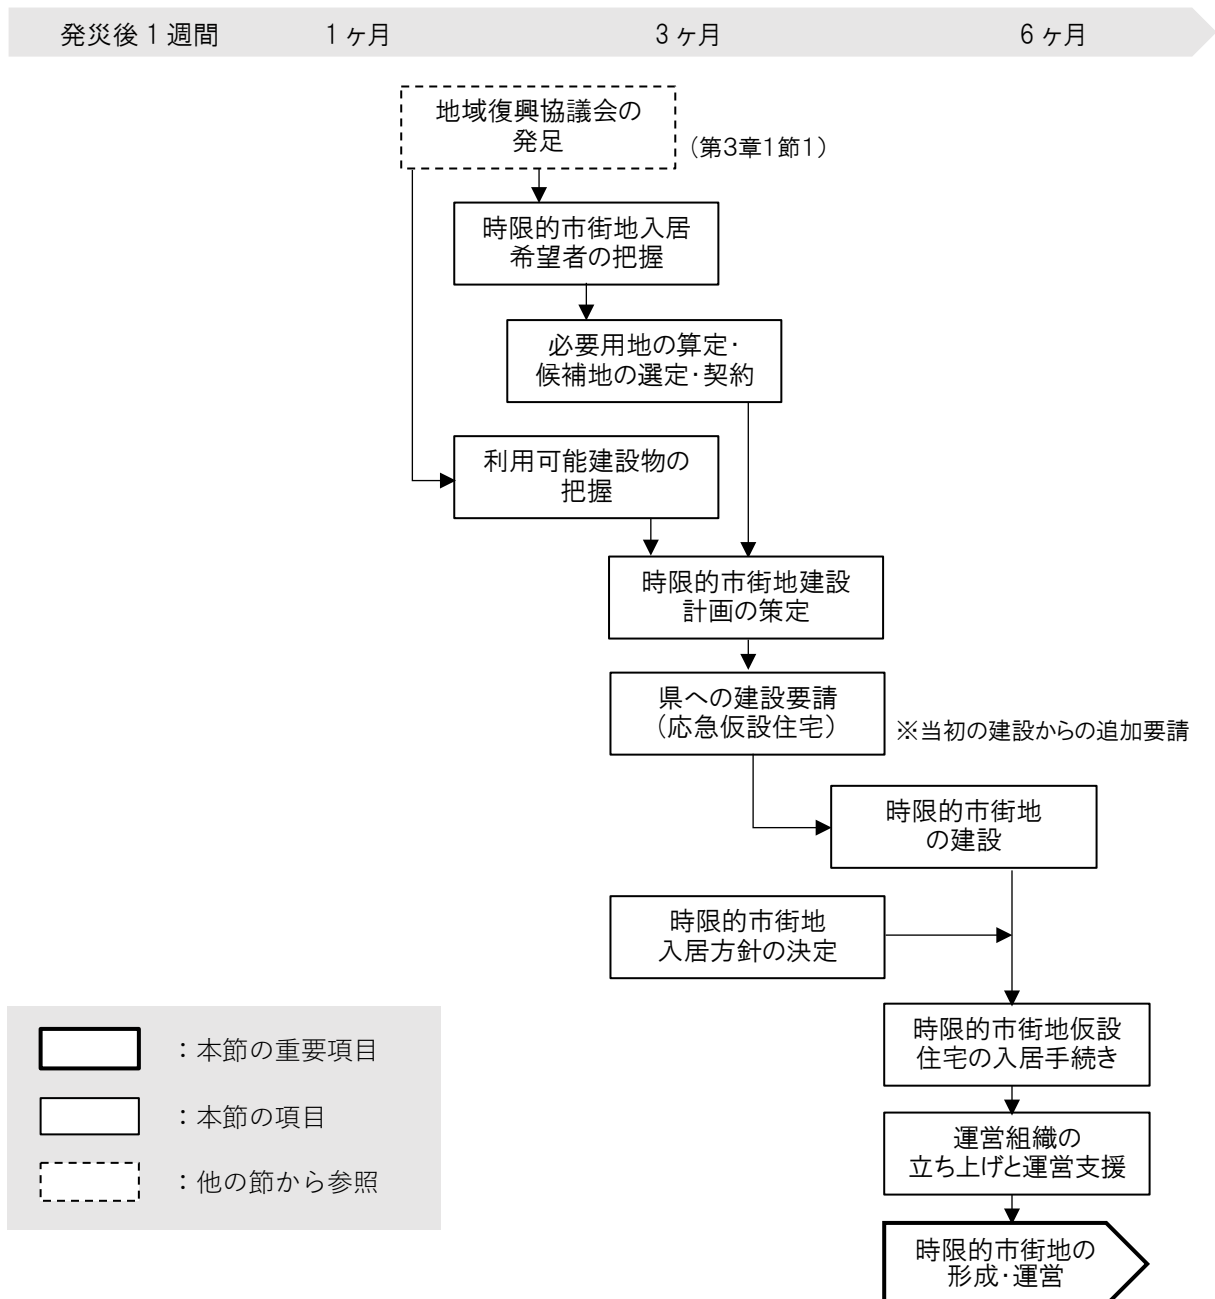 発災後１週間　１ヶ月　３ヶ月　６ヶ月
地域復興協議会の
発足
（第３章１節１）
時限的市街地入居
希望者の把握
必要用地の算定・
候補地の選定・契約
利用可能建設物の
把握
時限的市街地建設
計画の策定
県への建設要請
（応急仮設住宅）
※当初の建設からの追加要請
時限的市街地
の建設
時限的市街地
入居方針の決定
時限的市街地仮設
住宅の入居手続き
運営組織の
立ち上げと運営支援
時限的市街地の
形成・運営
：本節の重要項目
：本節の項目
：他の節から参照